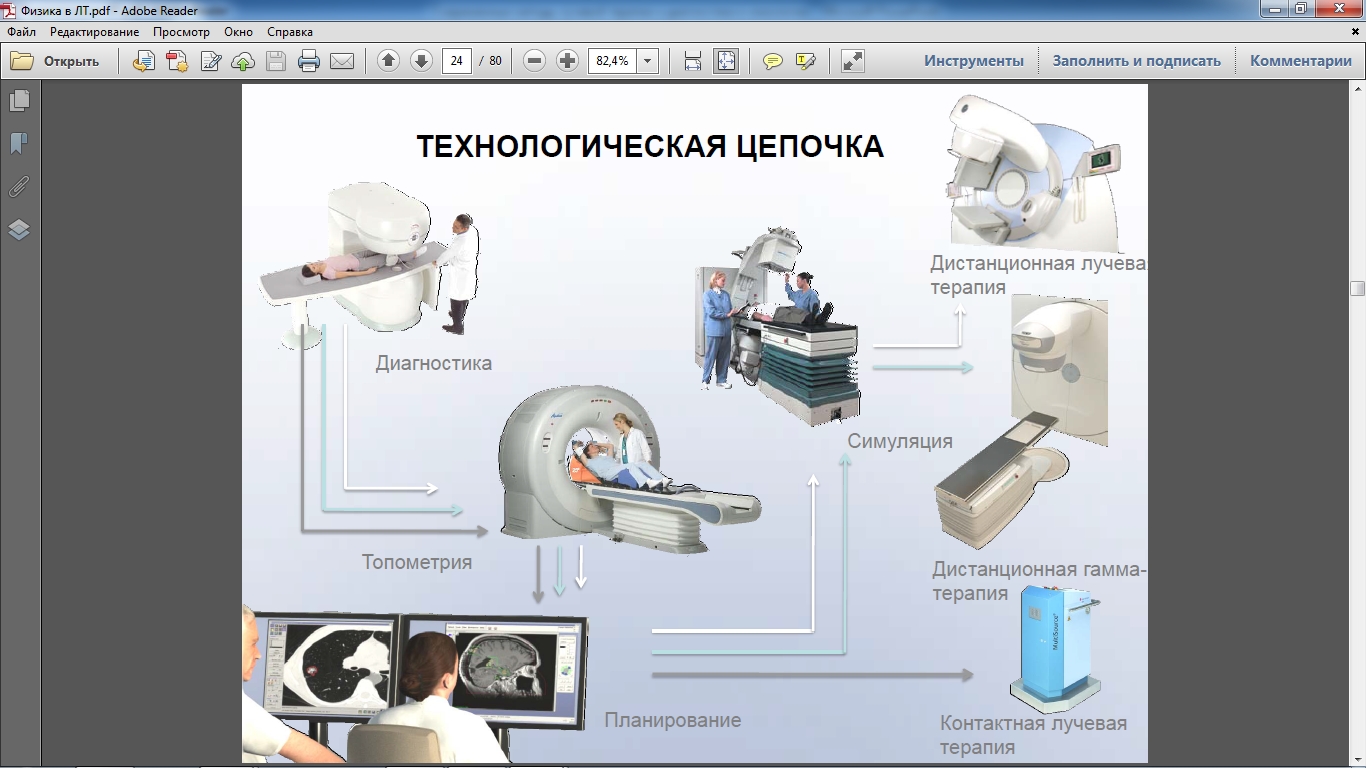 Физика в ЛТ.pdf - Adobe Reader
Файл Редактирование Просмотр Окно Справка
Открыть 24 / 80 82,4% Инструменты Заполнить и подписать Комментарии
ТЕХНОЛОГИЧЕСКАЯ ЦЕПОЧКА
Дистанционная лучева
терапия
Диагностика
Симуляция
Топометрия
Дистанционная гамма-
терапия
MultiSource
Планирование
Контактная лучевая
терапия